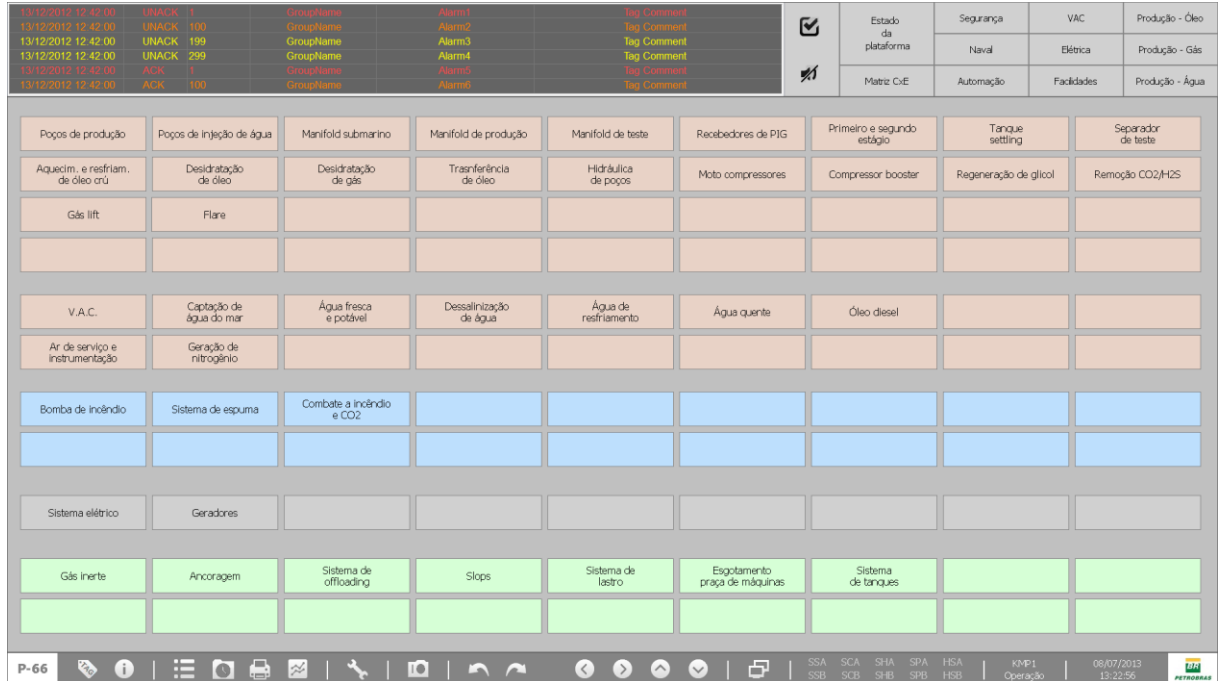 13/12/2012 12:42:00 UNACK 1 GroupName Alarm1 Tag Comment
13/12/2012 12:42:00 UNACK 100 GroupName Alarm2 Tag Comment
13/12/2012 12:42:00 UNACK 199 GroupName Alarm3 Tag Comment
13/12/2012 12:42:00 UNACK 299 GroupName Alarm4 Tag Comment
13/12/2012 12:42:00 ACK 1 GroupName Alarm5 Tag Comment
13/12/2012 12:42:00 ACK 100 GroupName Alarm6 Tag Comment
Estado
da
plataforma
Segurança
VAC
Produção - Óleo
Naval
Elétrica
Produção - Gás
Matriz CxE
Automação
Facilidades
Produção - Água
Poços de produção
Poços de injeção de água
Manifold submarino
Manifold de produção
Manifold de teste
Recebedores de PIG
Primeiro e segundo
estágio
Tanque
settling
Separador
de teste
Aquecim. e resfriam.
de óleo crú
Desidratação
de óleo
Desidratação
de gás
Trasnferência
de óleo
Hidráulica
de poços
Moto compressores
Compressor booster
Regeneração de glicol
Remoção CO2/H2S
Gás lift
Flare
V.A.C.
Captação de
água do mar
Água fresca
e potável
Dessalinização
de água
Água de
resfriamento
Água quente
Óleo diesel
Ar de serviço e
instrumentação
Geração de
nitrogênio
Bomba de incêndio
Sistema de espuma
Combate a incêndio
e CO2
Sistema elétrico
Geradores
Gás inerte
Ancoragem
Sistema de
offloading
Slops
Sistema de
lastro
Esgotamento
praça de máquinas
Sistema
de tanques
P-66
TAG
SSA SCA SHA SPA HSA
SSB SCB SHB SPB HSB
KMP1
Operação
08/07/2013
13:22:56
BR
PETROBRAS